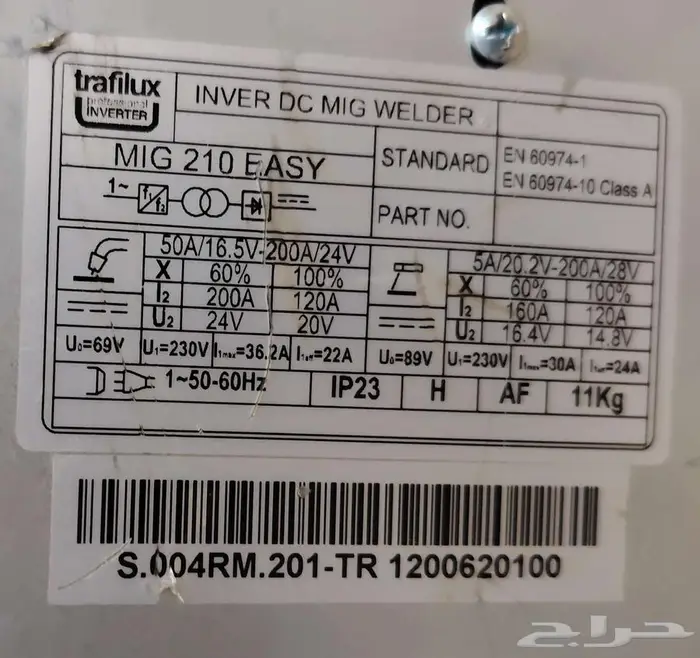 trafilux
professional
INVERTER
INVER DC MIG WELDER
MIG 210 EASY
STANDARD
EN 60974-1
EN 60974-10 Class A
1~
f1
f2
PART NO.
50A/16.5V-200A/24V
X 60% 100%
I2 200A 120A
U2 24V 20V
U0=69V U1=230V I1max=36.2A I1eff=22A
5A/20.2V-200A/28V
X 60% 100%
I2 160A 120A
U2 16.4V 14.8V
U0=89V U1=230V I1max=30A I1eff=24A
1~50-60Hz IP23 H AF 11Kg
S.004RM.201-TR 1200620100
حراج